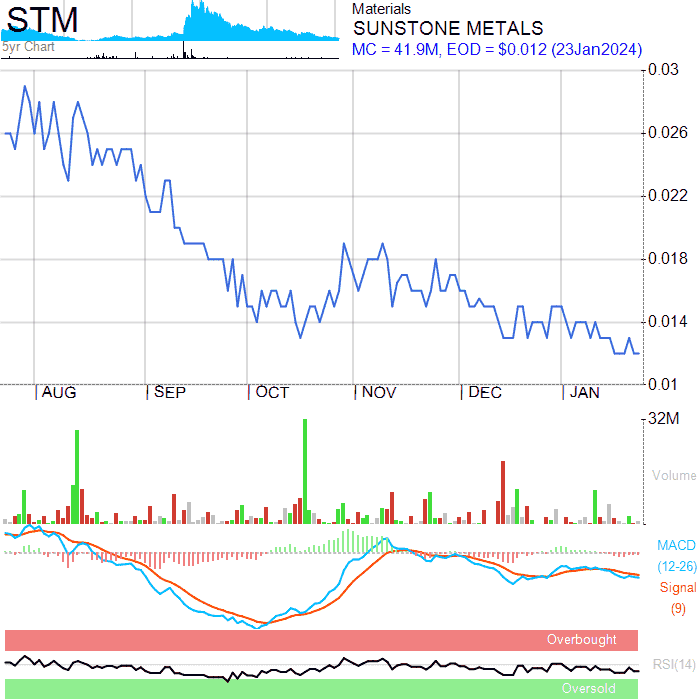 STM
5yr Chart
Materials
SUNSTONE METALS
MC = 41.9M, EOD = $0.012 (23Jan2024)
0.03
0.026
0.022
0.018
0.014
0.01
AUG SEP OCT NOV DEC JAN
32M
Volume
MACD
(12-26)
Signal
(9)
Overbought
RSI(14)
Oversold